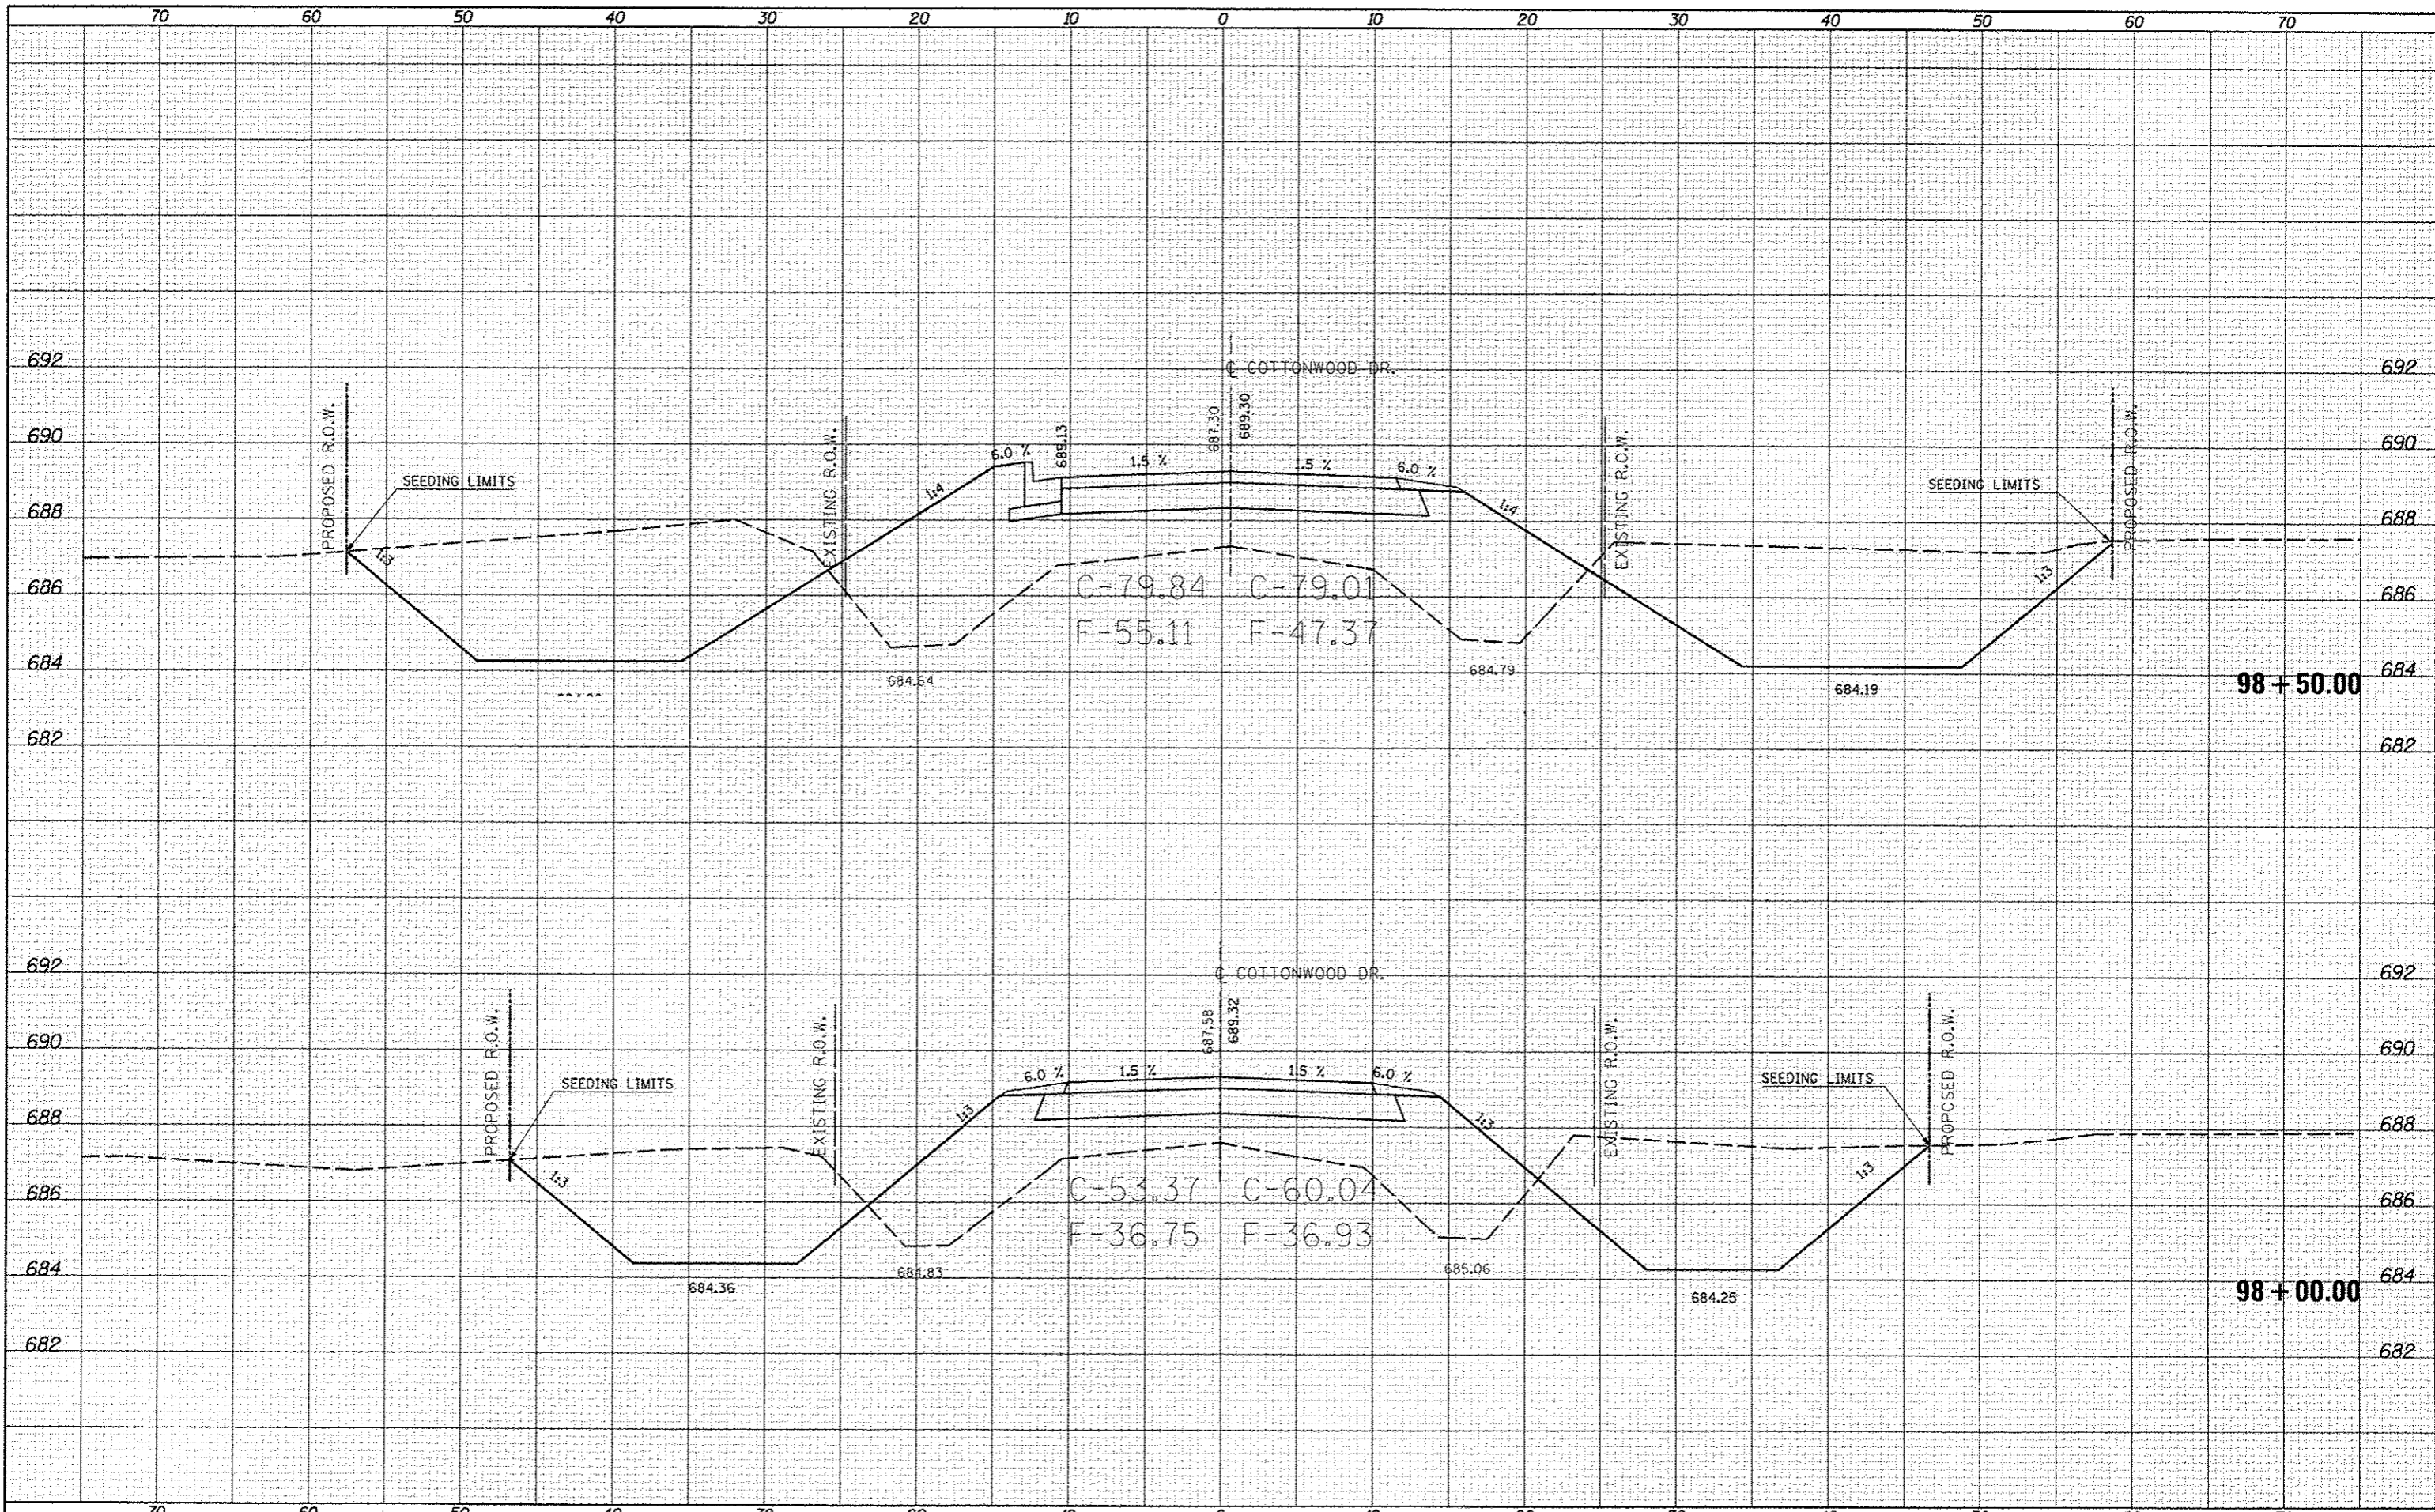 70 60 50 40 30 20 10 0 10 20 30 40 50 60 70
692 692
℄ COTTONWOOD DR.
PROPOSED R.O.W.
EXISTING R.O.W.
689.13
687.30
689.30
EXISTING R.O.W.
PROPOSED R.O.W.
690 690
6.0 %
1.5 %
1.5 %
6.0 %
SEEDING LIMITS
SEEDING LIMITS
1:4
1:4
688 688
1:3
1:3
C-79.84 C-79.01
686 686
F-55.11 F-47.37
684 684
684.64
684.79
684.19
98 + 50.00
682 682
692 692
℄ COTTONWOOD DR.
PROPOSED R.O.W.
EXISTING R.O.W.
687.58
689.32
EXISTING R.O.W.
PROPOSED R.O.W.
690 690
6.0 %
1.5 %
1.5 %
6.0 %
SEEDING LIMITS
SEEDING LIMITS
1:3
1:3
688 688
1:3
1:3
C-53.37 C-60.04
686 686
F-36.75 F-36.93
684.83
685.06
684 684
684.36
684.25
98 + 00.00
682 682